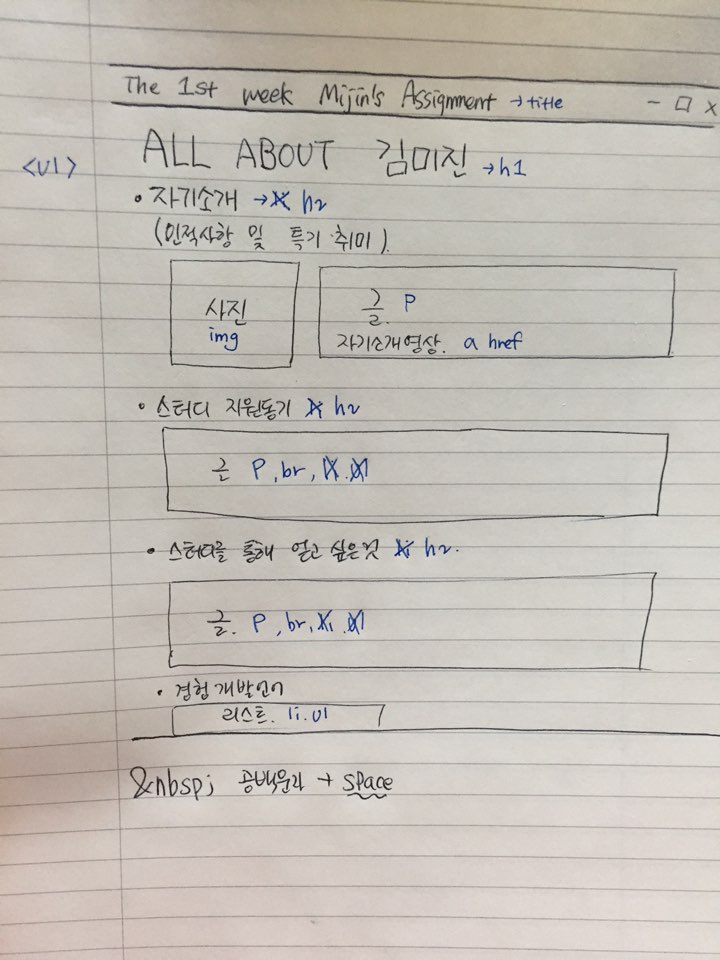 The 1st week Mijin's Assignment → title - □ X
<ul>
ALL ABOUT 김미진 → h1
• 자기소개 → h2
(인적사항 및 특기·취미).
사진
img
글. P
자기소개영상. a href
• 스터디 지원동기 h2
글 P, br,
• 스터디를 통해 얻고 싶은것 h2.
글. P, br,
• 경험 개발언어
리스트. li. ul
&nbsp; 공백문자 → space